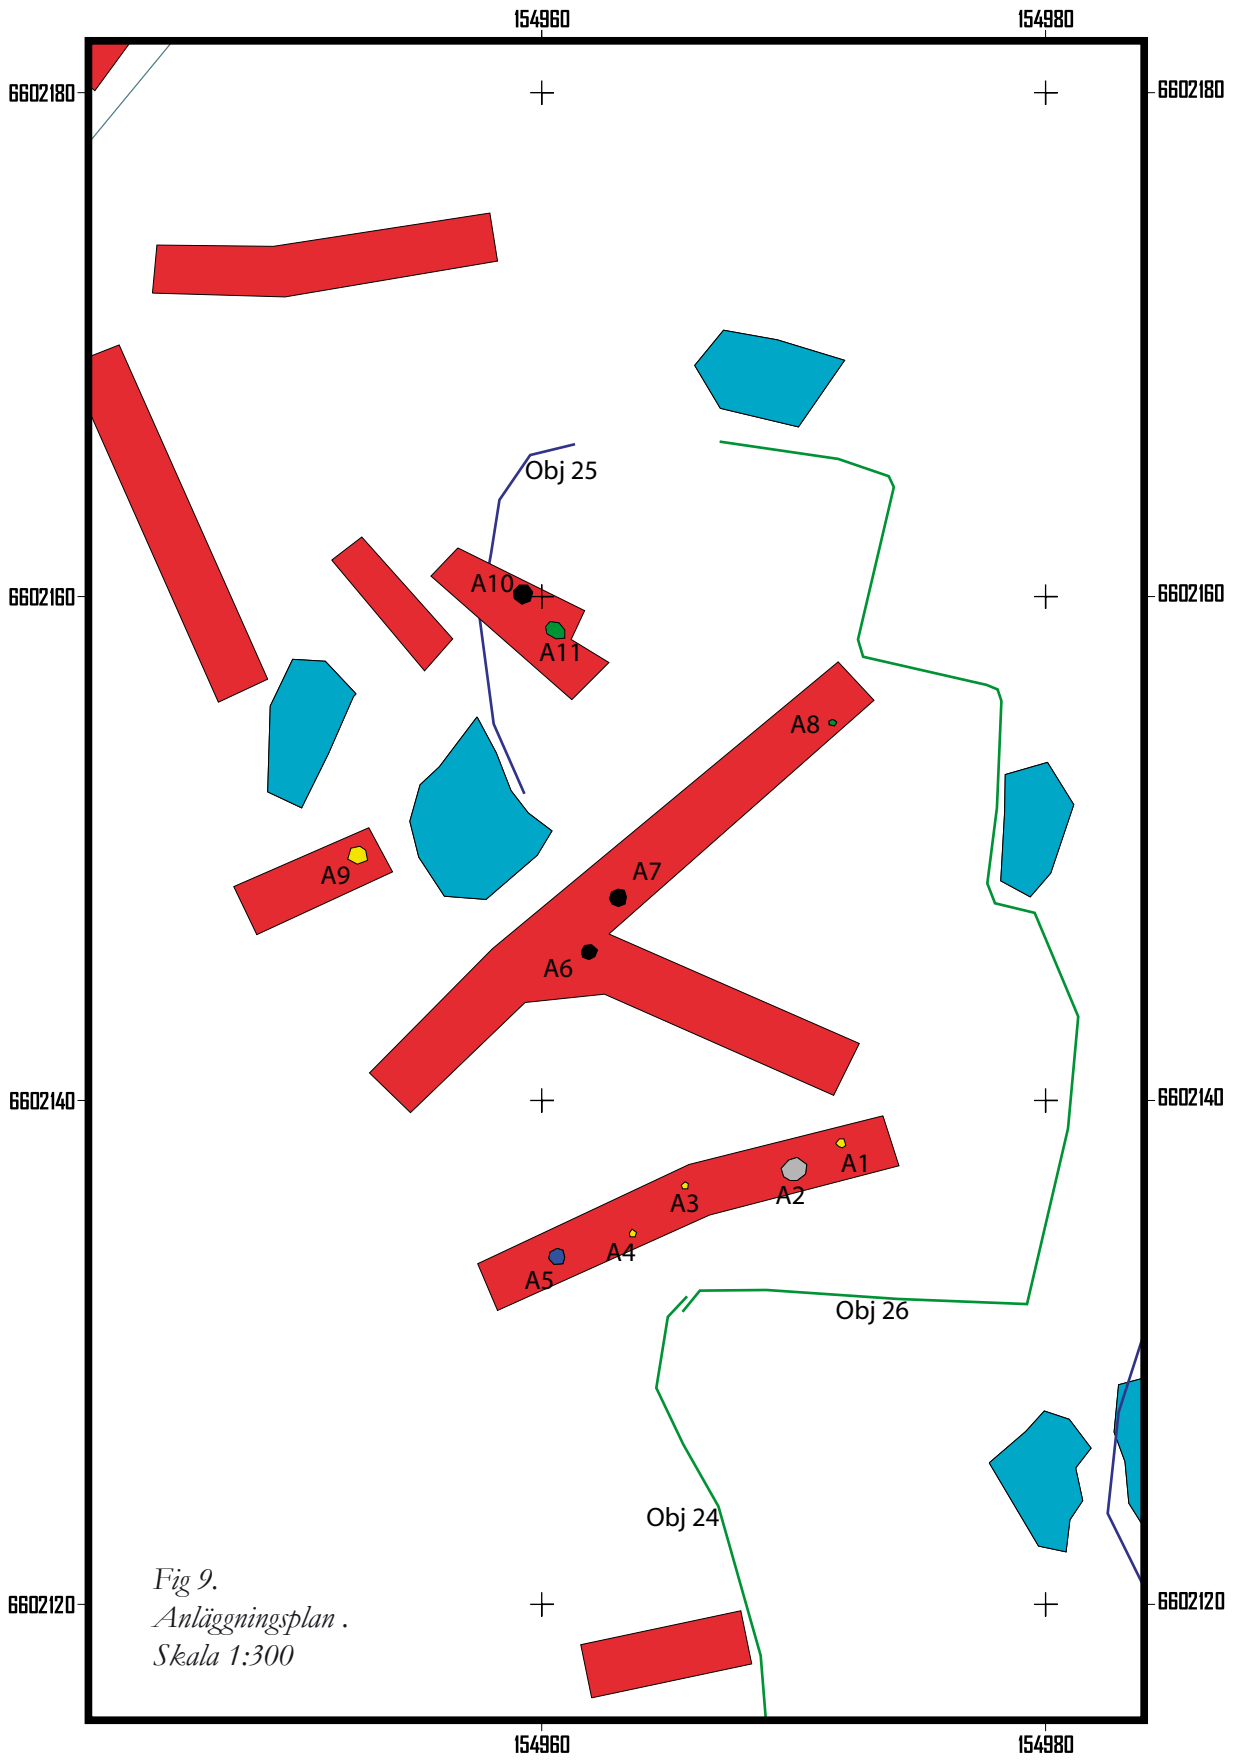 154960 154980
6602180 6602180
Obj 25
A10
6602160 6602160
A11
A8
A7
A9
A6
6602140 6602140
A1
A2
A3
A4
A5
Obj 26
Obj 24
Fig 9.
Anläggningsplan .
Skala 1:300
6602120 6602120
154960 154980